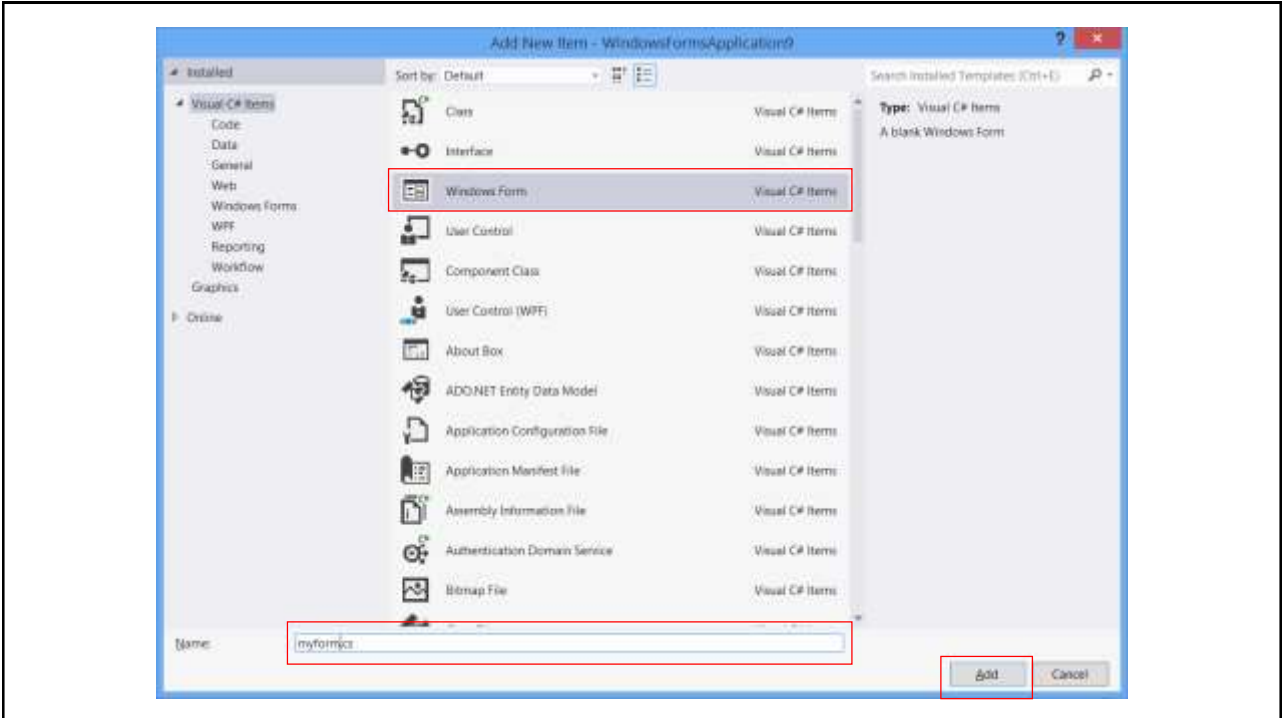 Add New Item - WindowsFormsApplication9
?
Installed
Sort by: Default
Search Installed Templates (Ctrl+E)
Visual C# Items
Code
Data
General
Web
Windows Forms
WPF
Reporting
Workflow
Graphics
Online
Class Visual C# Items
Interface Visual C# Items
Windows Form Visual C# Items
User Control Visual C# Items
Component Class Visual C# Items
User Control (WPF) Visual C# Items
About Box Visual C# Items
ADO.NET Entity Data Model Visual C# Items
Application Configuration File Visual C# Items
Application Manifest File Visual C# Items
Assembly Information File Visual C# Items
Authentication Domain Service Visual C# Items
Bitmap File Visual C# Items
Type: Visual C# Items
A blank Windows Form
Name: myform.cs
Add Cancel